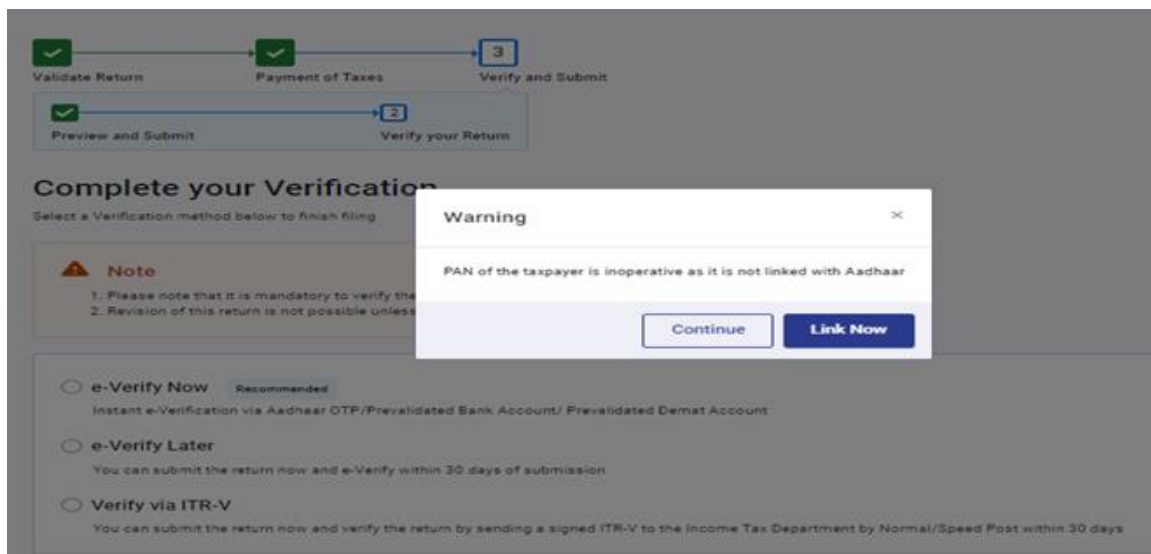 3
Validate Return
Payment of Taxes
Verify and Submit
2
Preview and Submit
Verify your Return
Complete your Verification
Select a Verification method below to finish filing
Warning
PAN of the taxpayer is inoperative as it is not linked with Aadhaar
Continue
Link Now
Note
1. Please note that it is mandatory to verify the
2. Revision of this return is not possible unless
e-Verify Now Recommended
Instant e-Verification via Aadhaar OTP/Prevalidated Bank Account/ Prevalidated Demat Account
e-Verify Later
You can submit the return now and e-Verify within 30 days of submission
Verify via ITR-V
You can submit the return now and verify the return by sending a signed ITR-V to the Income Tax Department by Normal/Speed Post within 30 days